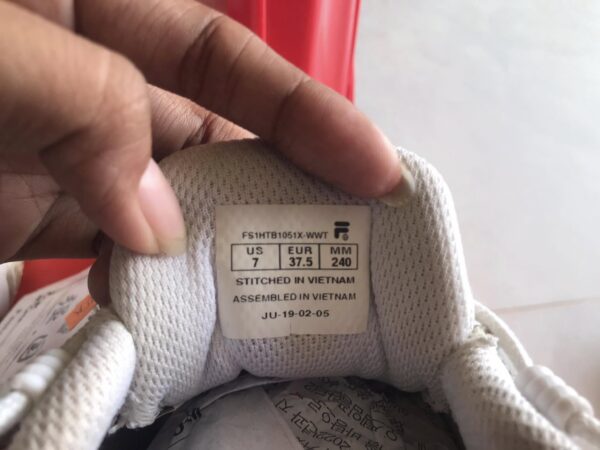 FS1HTB1051X-WWT F
US EUR MM
7 37.5 240
STITCHED IN VIETNAM
ASSEMBLED IN VIETNAM
JU-19-02-05